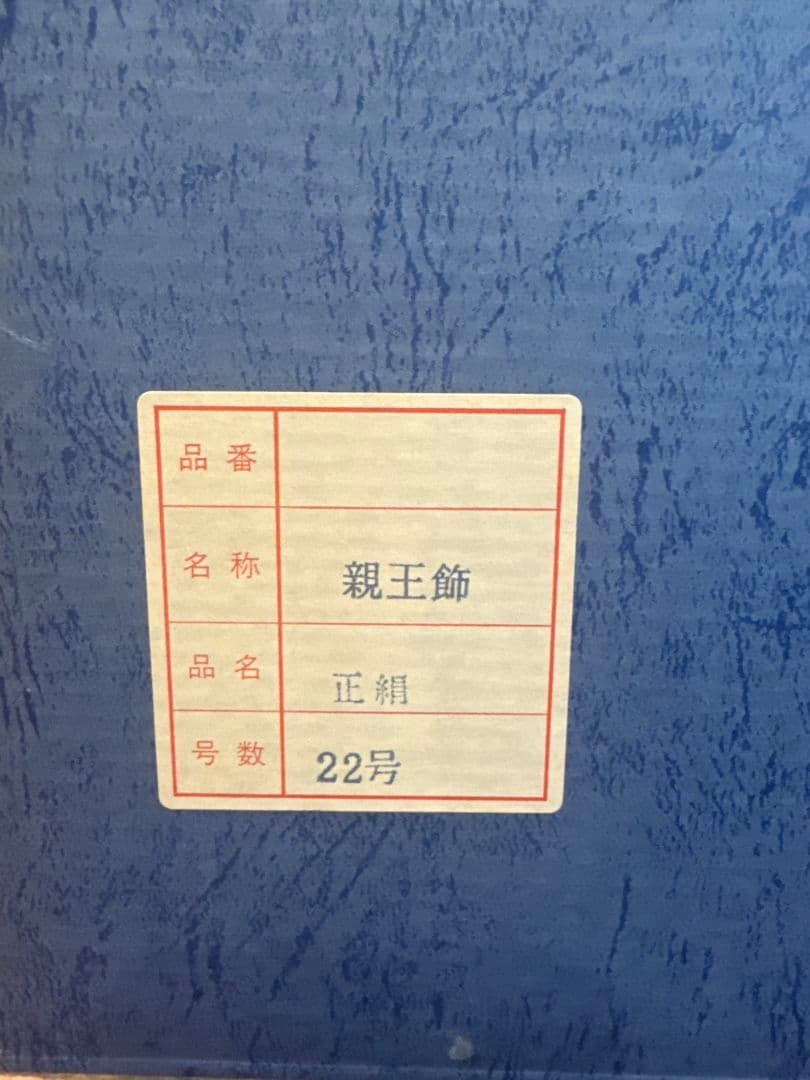 品番
名称 親王飾
品名 正絹
号数 22号